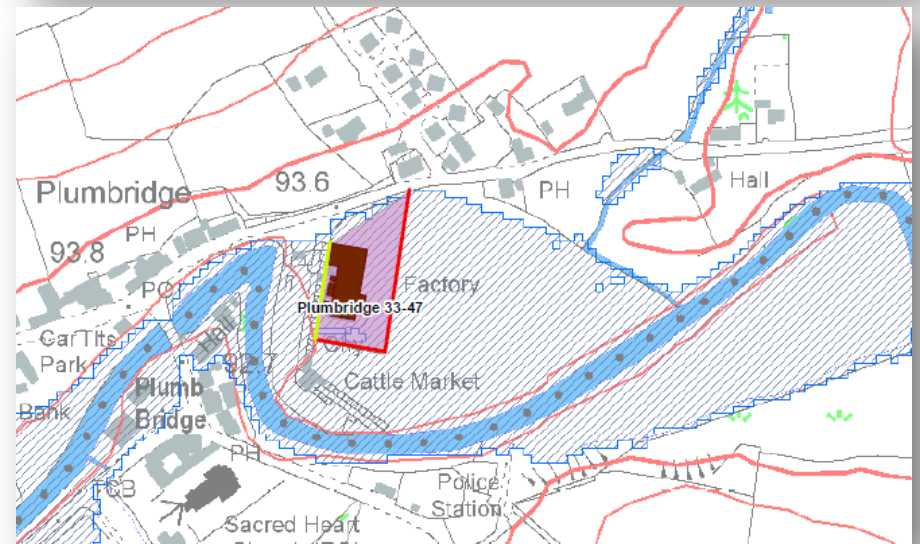 Plumbridge
93.6
PH
Hall
93.8
PH
PO
Factory
Plumbridge 33-47
Car
Park
Hall
92.7
Cattle Market
Bank
Plumb
Bridge
PH
TCB
Police
Station
Sacred Heart